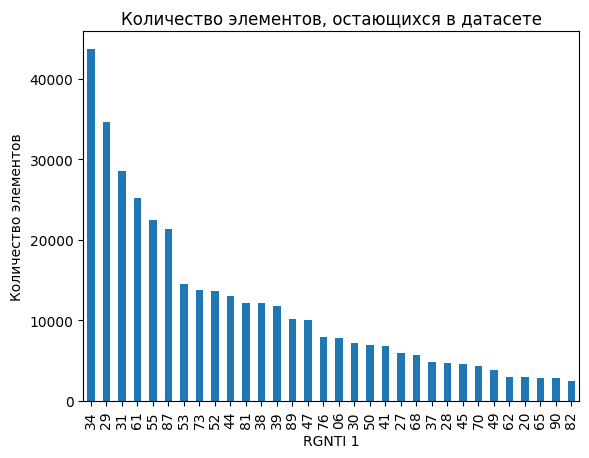 Количество элементов, остающихся в датасете
Количество элементов
40000
30000
20000
10000
0
34 29 31 61 55 87 53 73 52 44 81 38 39 89 47 76 06 30 50 41 27 68 37 28 45 70 49 62 20 65 90 82
RGNTI 1